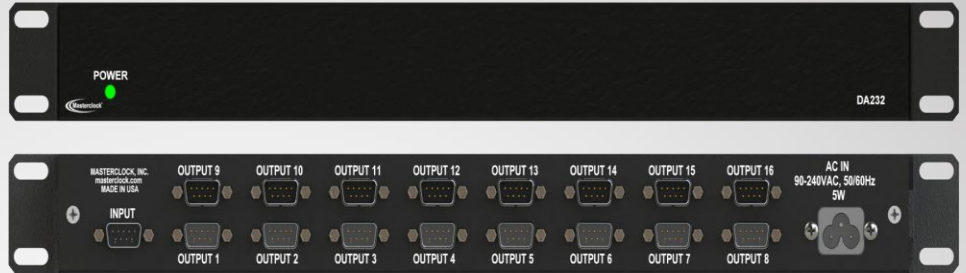 POWER
Masterclock
DA232
MASTERCLOCK, INC.
masterclock.com
MADE IN USA
INPUT
OUTPUT 9
OUTPUT 10
OUTPUT 11
OUTPUT 12
OUTPUT 13
OUTPUT 14
OUTPUT 15
OUTPUT 16
AC IN
90-240VAC, 50/60Hz
5W
OUTPUT 1
OUTPUT 2
OUTPUT 3
OUTPUT 4
OUTPUT 5
OUTPUT 6
OUTPUT 7
OUTPUT 8